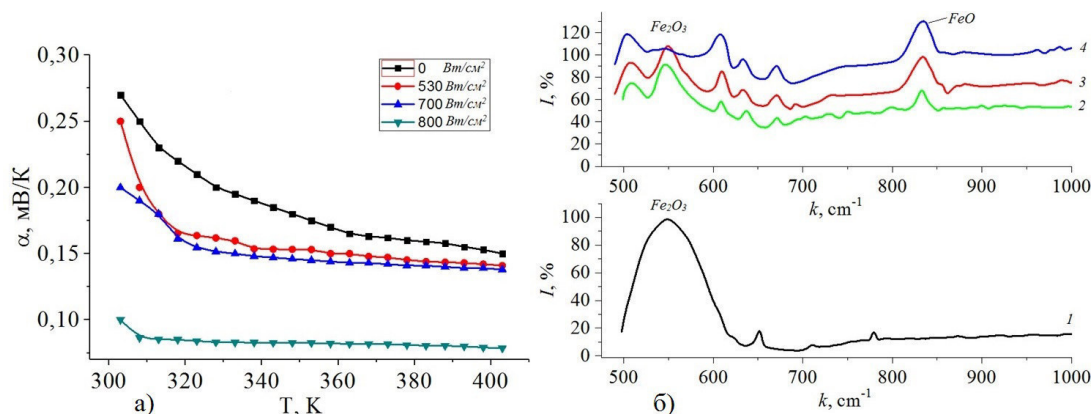 α, мВ/К
0,25
0,20
0,15
0,10
300
320
340
360
380
400
T, K
а)
0 Вт/см²
530 Вт/см²
700 Вт/см²
800 Вт/см²
I, %
120
100
80
60
40
20
0
Fe₂O₃
FeO
4
3
2
500
600
700
800
900
1000
k, cm⁻¹
I, %
100
80
60
40
20
0
Fe₂O₃
1
500
600
700
800
900
1000
k, cm⁻¹
б)